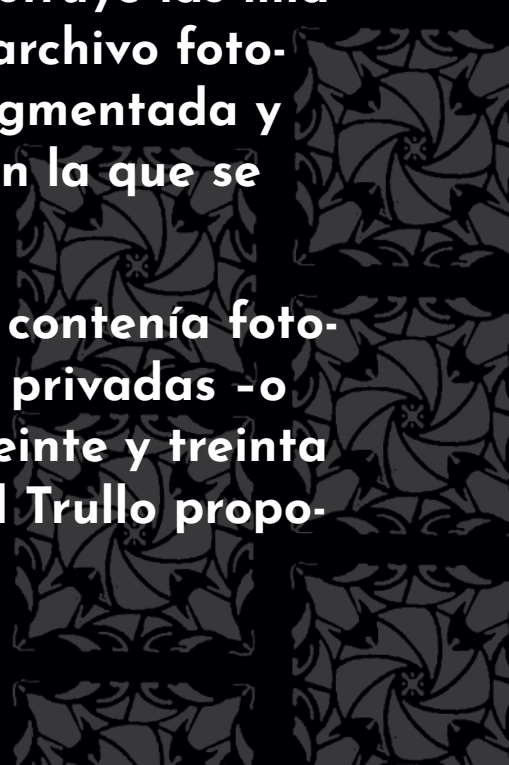 archivo foto-
gmentada y
n la que se
contenía foto-
privadas –o
einte y treinta
l Trullo propo-